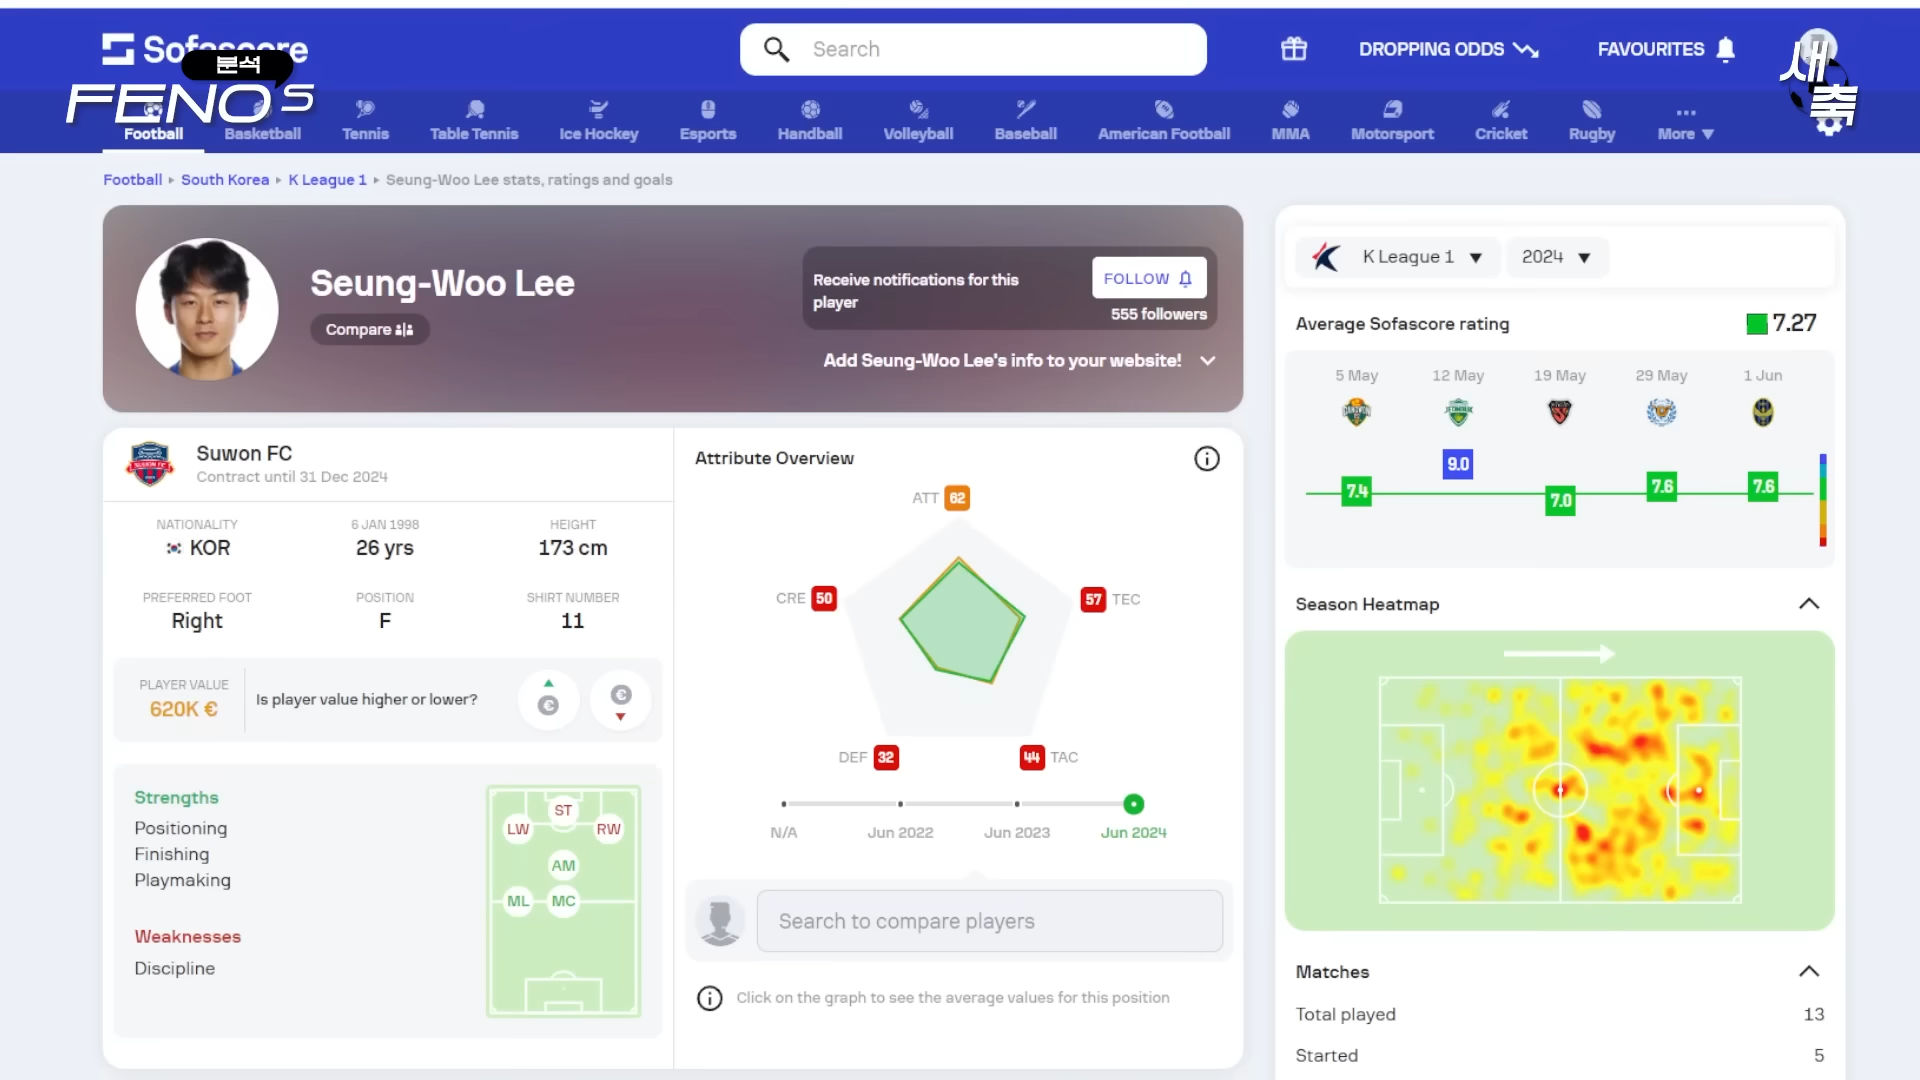 Sofascore
분석
FENO'S
Search
DROPPING ODDS
FAVOURITES
새축
Football
Basketball
Tennis
Table Tennis
Ice Hockey
Esports
Handball
Volleyball
Baseball
American Football
MMA
Motorsport
Cricket
Rugby
More
Football South Korea K League 1 Seung-Woo Lee stats, ratings and goals
Seung-Woo Lee
Compare
Receive notifications for this
player
FOLLOW
555 followers
Add Seung-Woo Lee's info to your website!
Suwon FC
Contract until 31 Dec 2024
NATIONALITY
KOR
6 JAN 1998
26 yrs
HEIGHT
173 cm
PREFERRED FOOT
Right
POSITION
F
SHIRT NUMBER
11
PLAYER VALUE
620K €
Is player value higher or lower?
€
€
Strengths
Positioning
Finishing
Playmaking
Weaknesses
Discipline
ST
LW
RW
AM
ML
MC
Attribute Overview
ATT 62
CRE 50
57 TEC
DEF 32
44 TAC
N/A
Jun 2022
Jun 2023
Jun 2024
Search to compare players
Click on the graph to see the average values for this position
K League 1
2024
Average Sofascore rating
7.27
5 May
12 May
19 May
29 May
1 Jun
7.4
9.0
7.0
7.6
7.6
Season Heatmap
Matches
Total played 13
Started 5